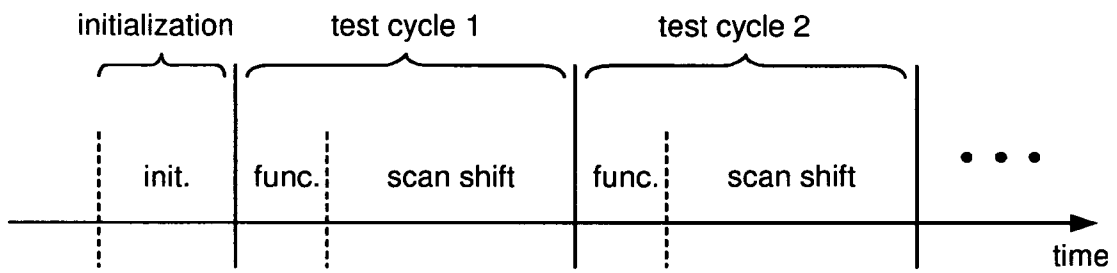 initialization test cycle 1 test cycle 2
init. func. scan shift func. scan shift • • •
time